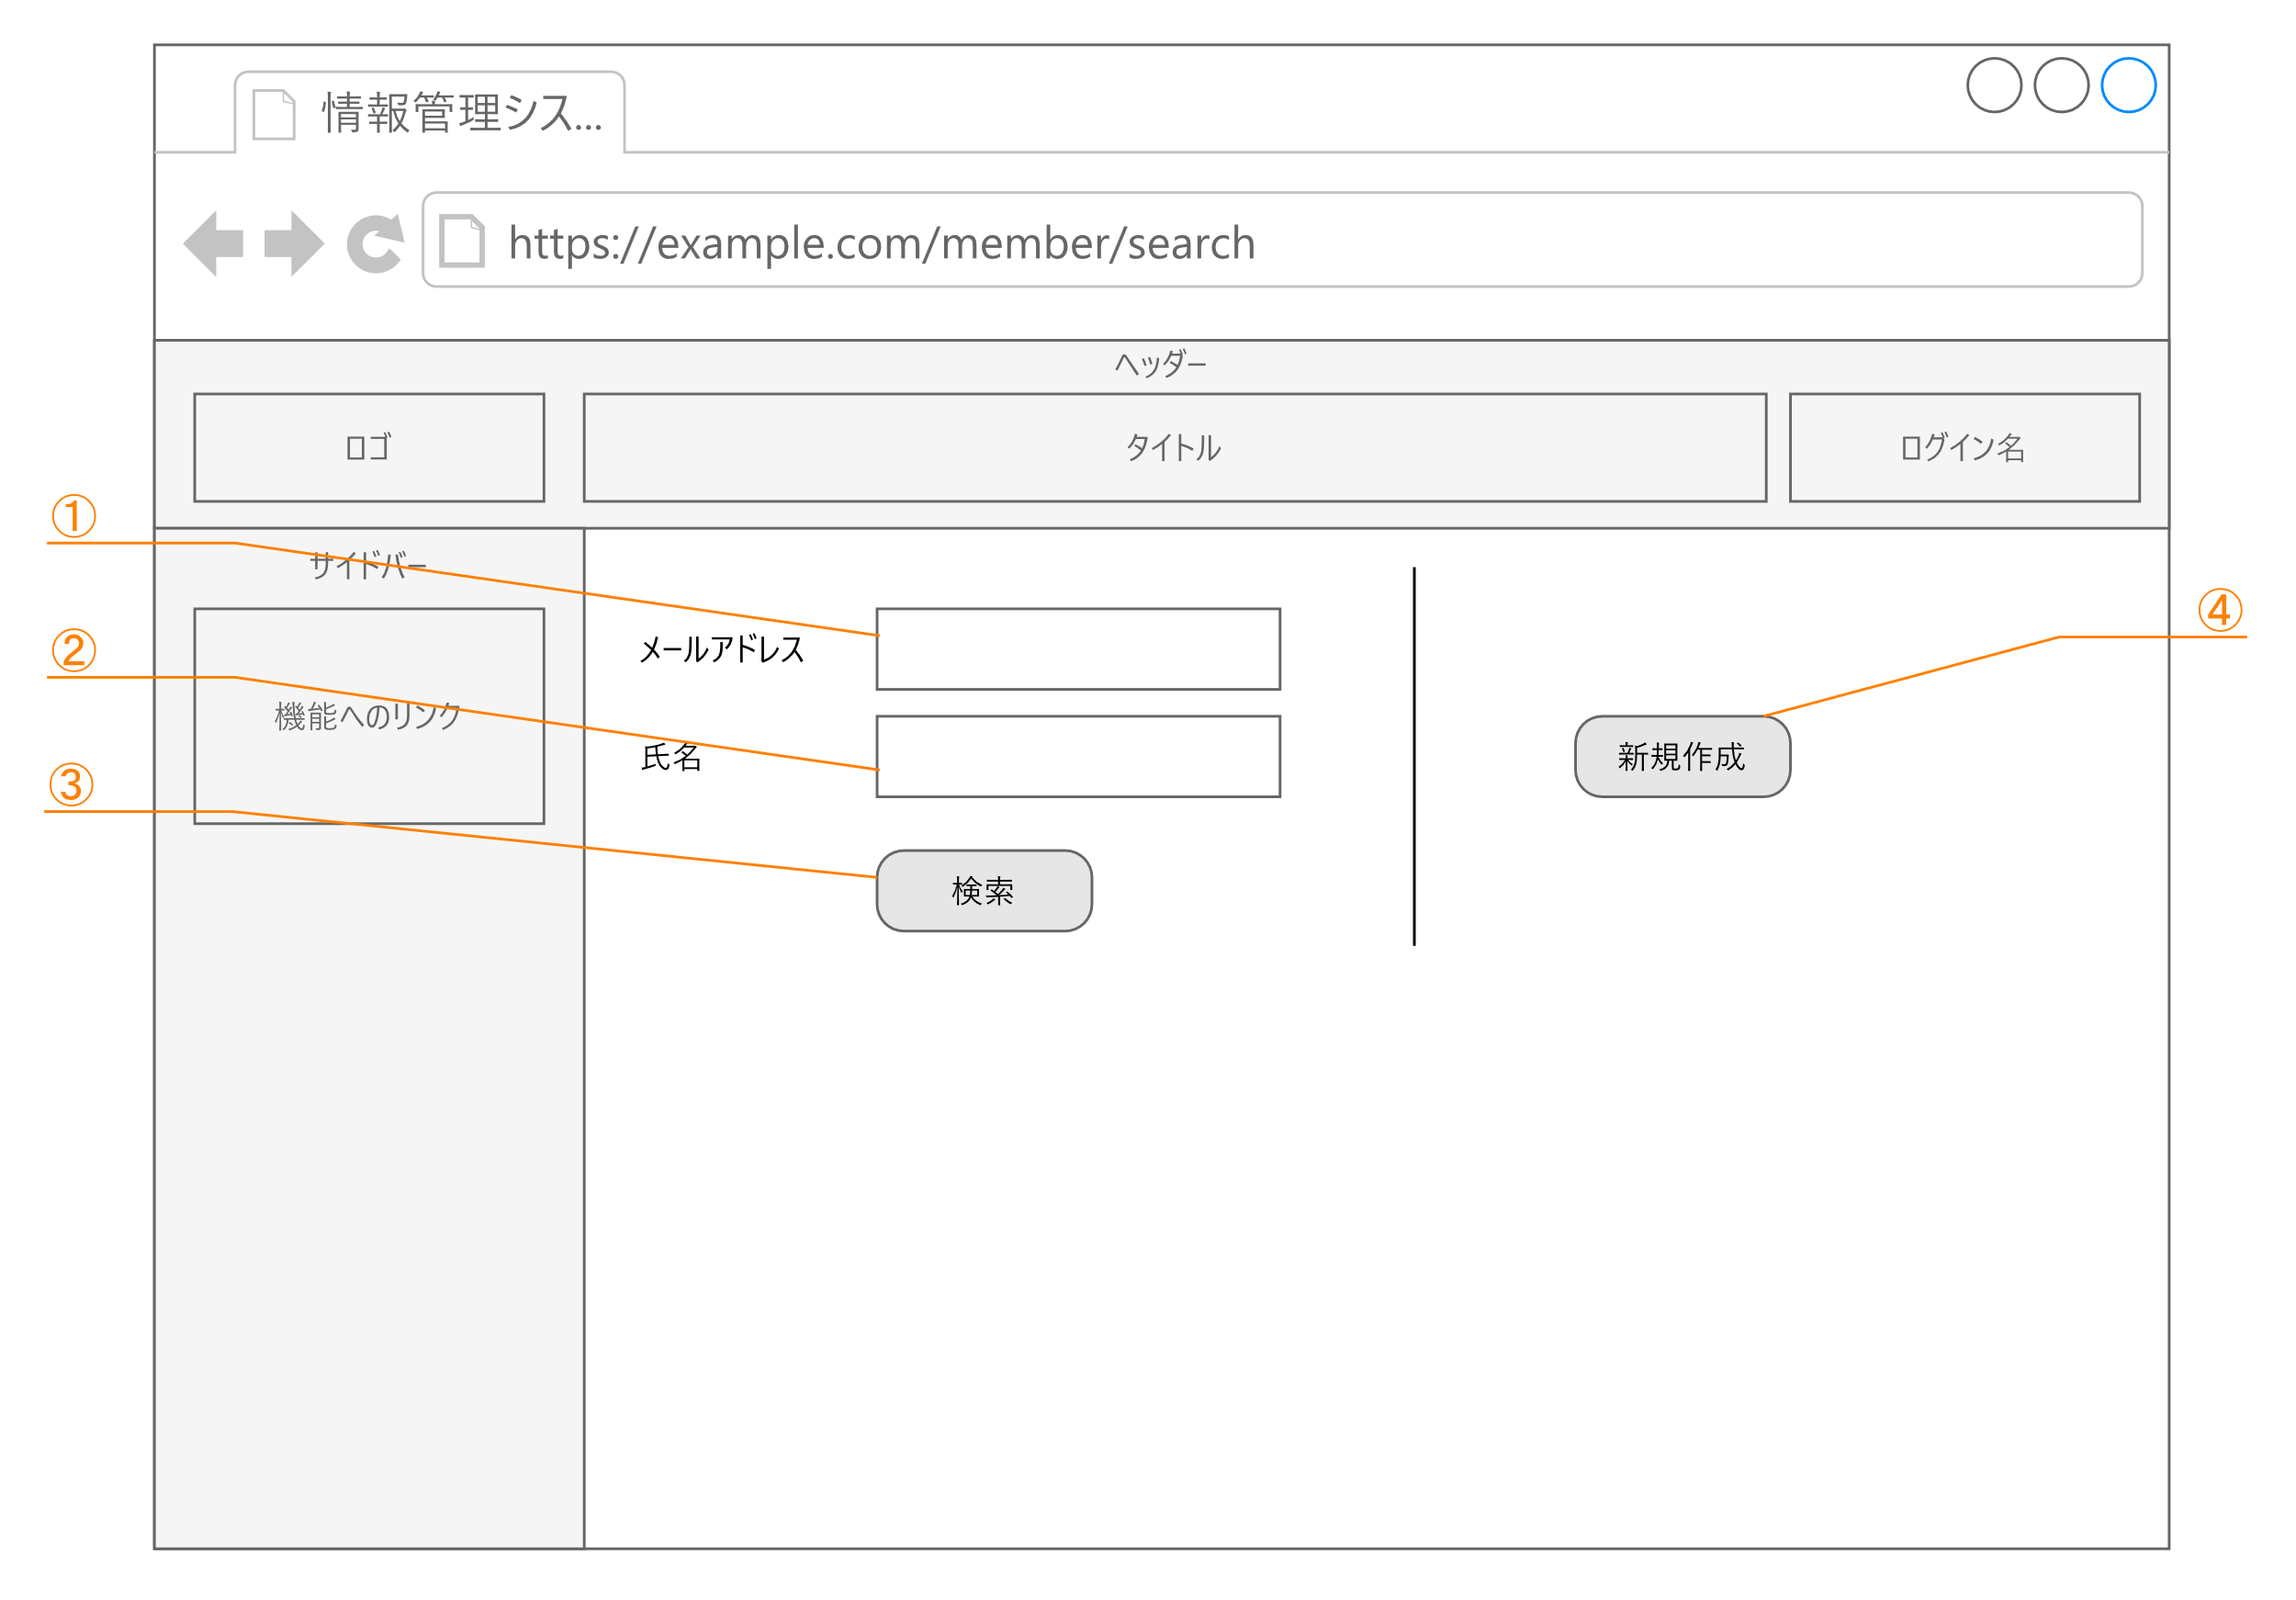 情報管理シス...
https://example.com/member/search
ヘッダー
ロゴ
タイトル
ログイン名
①
サイドバー
②
メールアドレス
④
機能へのリンク
氏名
新規作成
③
検索